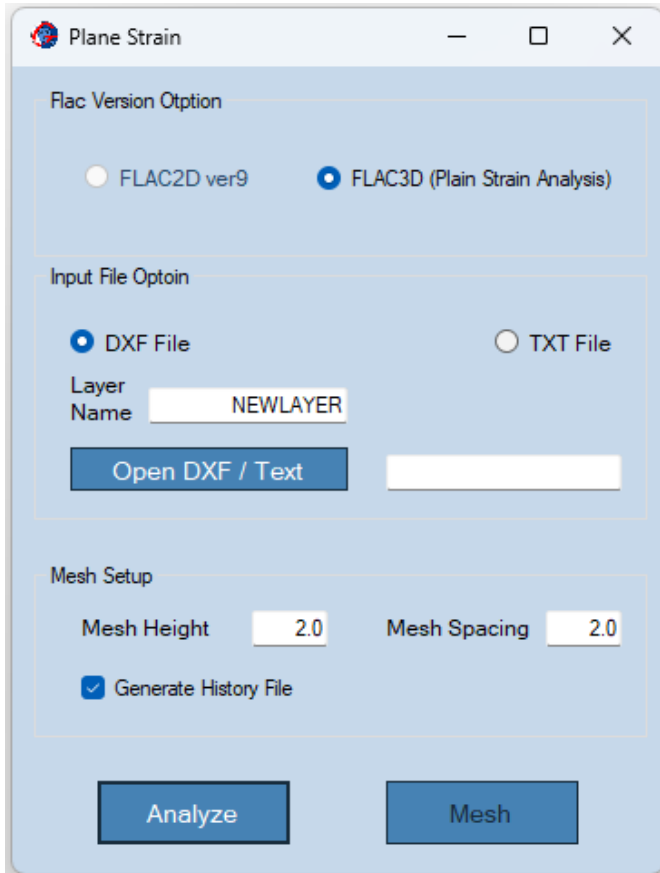 Plane Strain
Flac Version Otption
FLAC2D ver9
FLAC3D (Plain Strain Analysis)
Input File Optoin
DXF File
TXT File
Layer
Name
NEWLAYER
Open DXF / Text
Mesh Setup
Mesh Height
2.0
Mesh Spacing
2.0
Generate History File
Analyze
Mesh